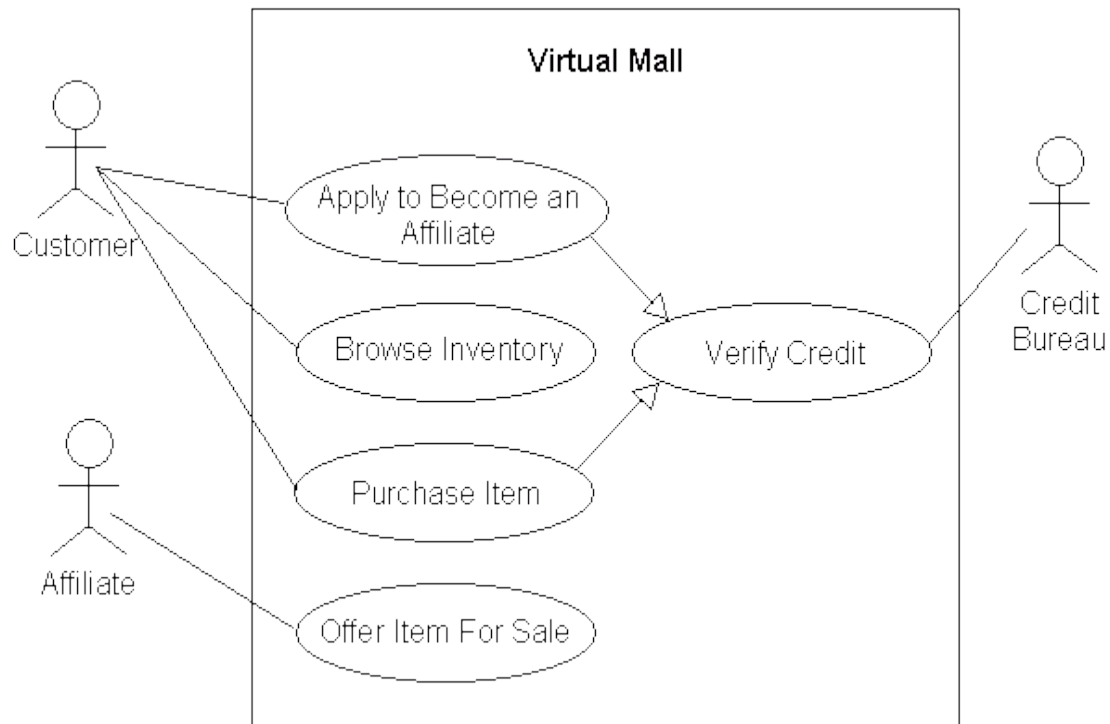 Virtual Mall
Apply to Become an
Affiliate
Customer
Browse Inventory
Verify Credit
Credit
Bureau
Purchase Item
Affiliate
Offer Item For Sale